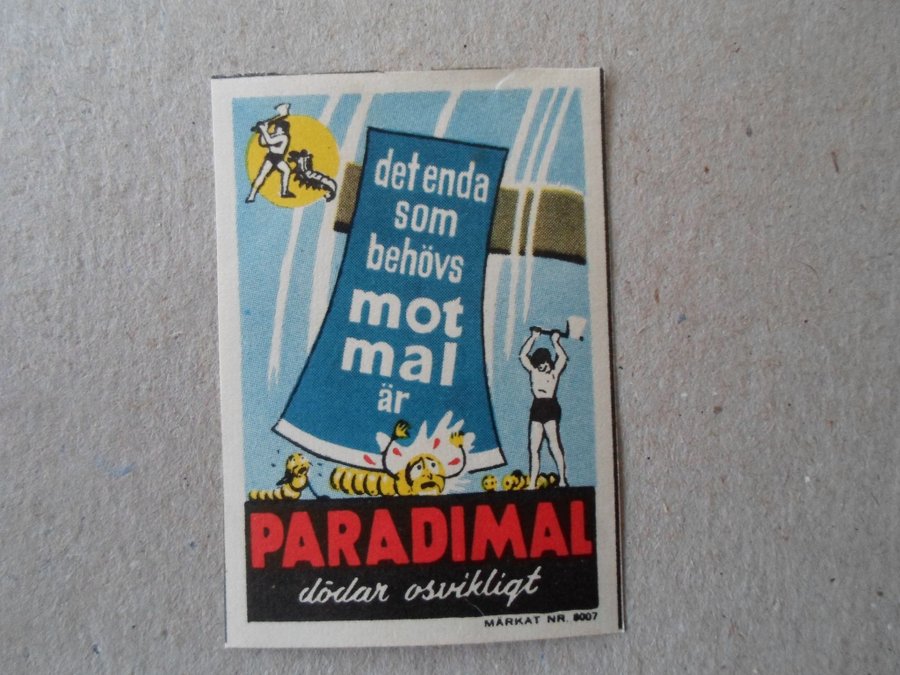 det enda
som
behövs
mot
mal
är
PARADIMAL
dödar osvikligt
MÄRKAT NR. 8007